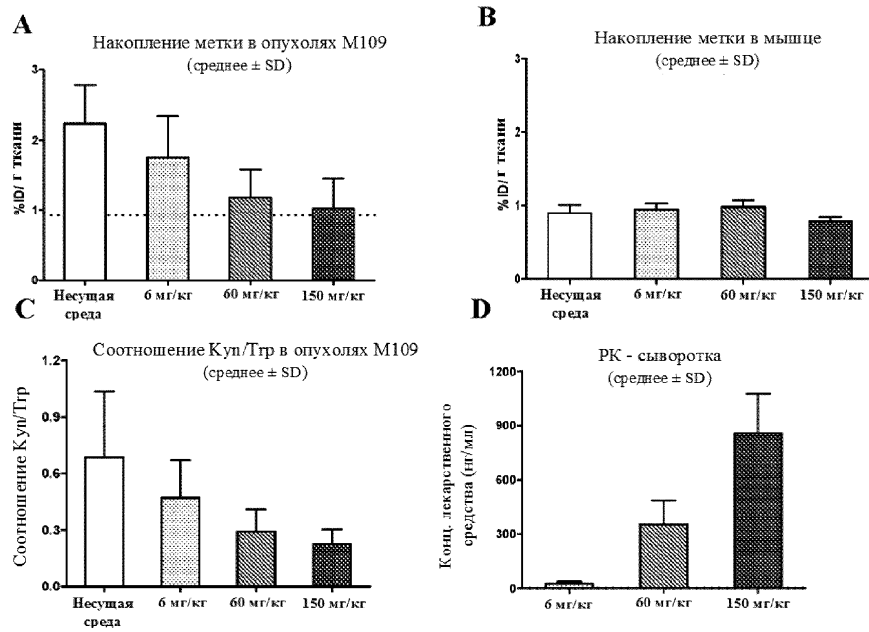 A
Накопление метки в опухолях М109
(среднее ± SD)
%ID/ г ткани
3
2
1
0
Несущая
среда
6 мг/кг
60 мг/кг
150 мг/кг
B
Накопление метки в мышце
(среднее ± SD)
%ID/ г ткани
3
2
1
0
Несущая
среда
6 мг/кг
60 мг/кг
150 мг/кг
C
Соотношение Kyn/Trp в опухолях М109
(среднее ± SD)
Соотношение Kyn/Trp
1.2
0.9
0.6
0.3
0.0
Несущая
среда
6 мг/кг
60 мг/кг
150 мг/кг
D
РК - сыворотка
(среднее ± SD)
Конц. лекарственного
средства (нг/мл)
1200
900
600
300
0
6 мг/кг
60 мг/кг
150 мг/кг